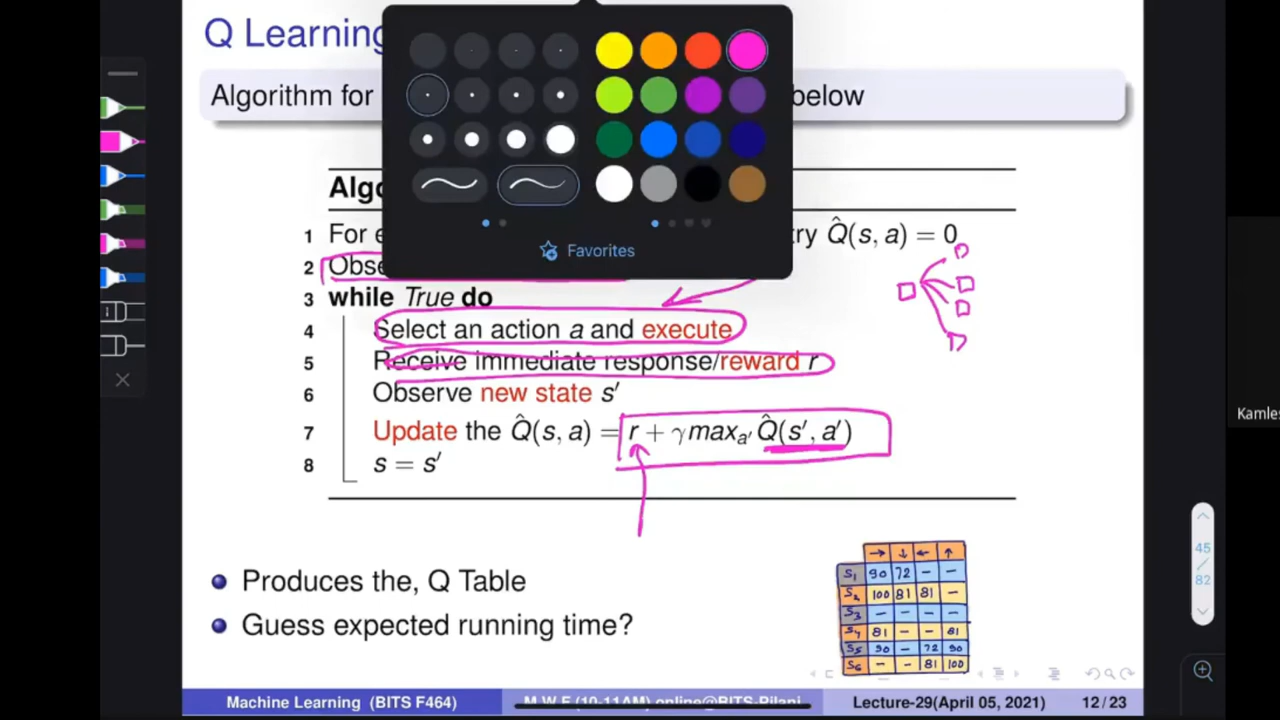 Q Learning
Algorithm for below
Algo
1 For e try Q̂(s, a) = 0
2 Obse
3 while True do
4 Select an action a and execute
5 Receive immediate response/reward r
6 Observe new state s′
7 Update the Q̂(s, a) = r + γmaxₐ′ Q̂(s′, a′)
8 s = s′
Favorites
Produces the, Q Table
Guess expected running time?
→ ↓ ← ↑
S1 90 72 – –
S2 100 81 81 –
S3 – – – –
S4 81 – – 81
S5 90 – 72 90
S6 – – 81 100
Kamles
45
/
82
Machine Learning (BITS F464) M W F (10-11AM) online@BITS-Pilani Lecture-29(April 05, 2021) 12 / 23